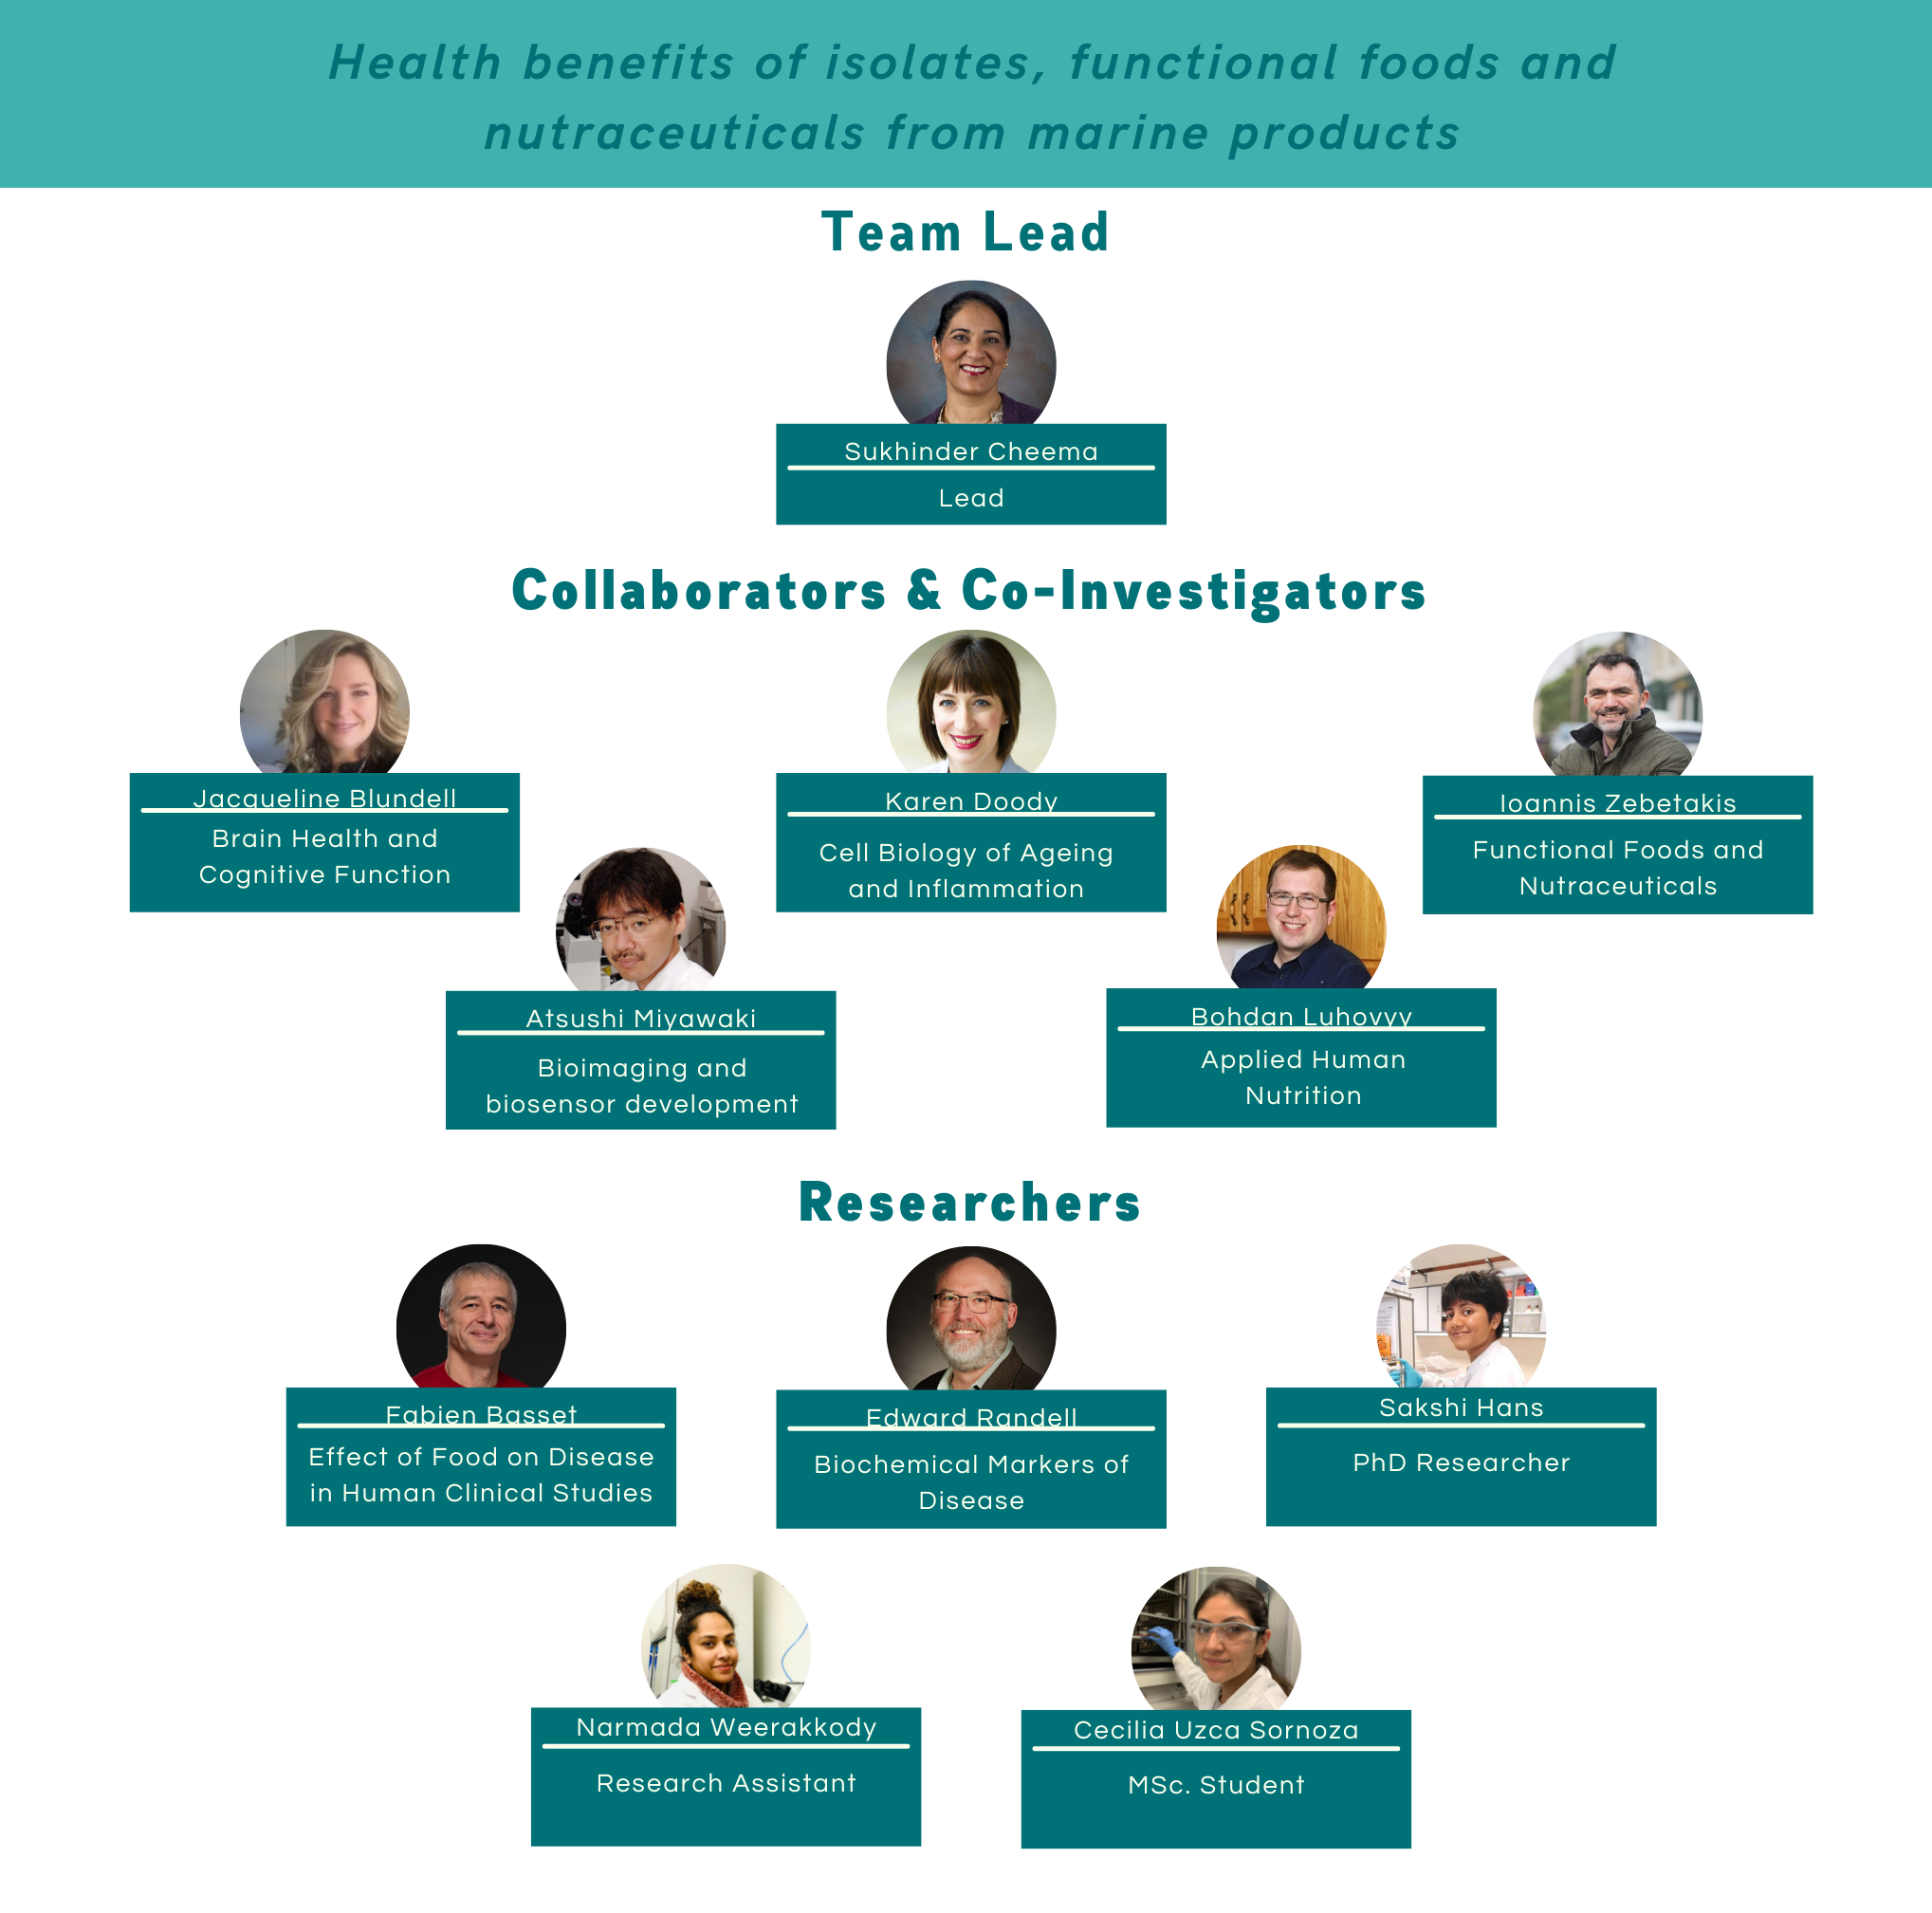 Health benefits of isolates, functional foods and
nutraceuticals from marine products
Team Lead
Sukhinder Cheema
Lead
Collaborators & Co-Investigators
Jacqueline Blundell
Brain Health and
Cognitive Function
Karen Doody
Cell Biology of Ageing
and Inflammation
Ioannis Zebetakis
Functional Foods and
Nutraceuticals
Atsushi Miyawaki
Bioimaging and
biosensor development
Bohdan Luhovyy
Applied Human
Nutrition
Researchers
Fabien Basset
Effect of Food on Disease
in Human Clinical Studies
Edward Randell
Biochemical Markers of
Disease
Sakshi Hans
PhD Researcher
Narmada Weerakkody
Research Assistant
Cecilia Uzca Sornoza
MSc. Student